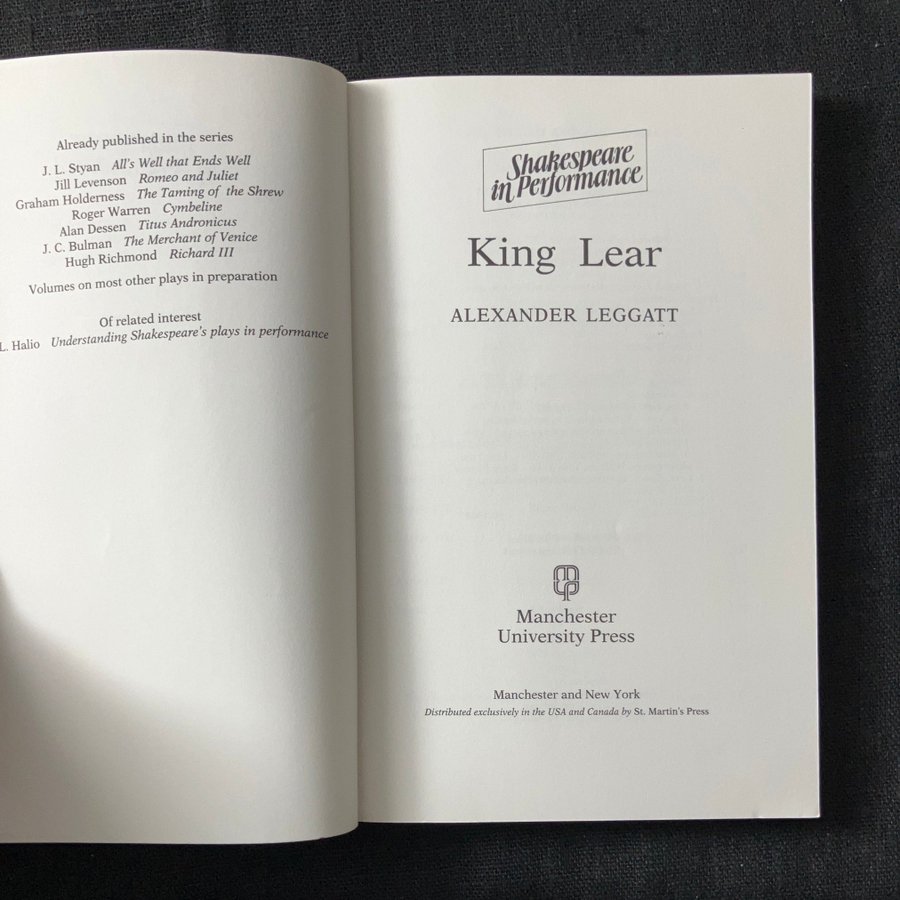 Already published in the series
J. L. Styan All's Well that Ends Well
Jill Levenson Romeo and Juliet
Graham Holderness The Taming of the Shrew
Roger Warren Cymbeline
Alan Dessen Titus Andronicus
J. C. Bulman The Merchant of Venice
Hugh Richmond Richard III
Volumes on most other plays in preparation
Of related interest
L. Halio Understanding Shakespeare's plays in performance
Shakespeare
in Performance
King Lear
ALEXANDER LEGGATT
Manchester
University Press
Manchester and New York
Distributed exclusively in the USA and Canada by St. Martin's Press